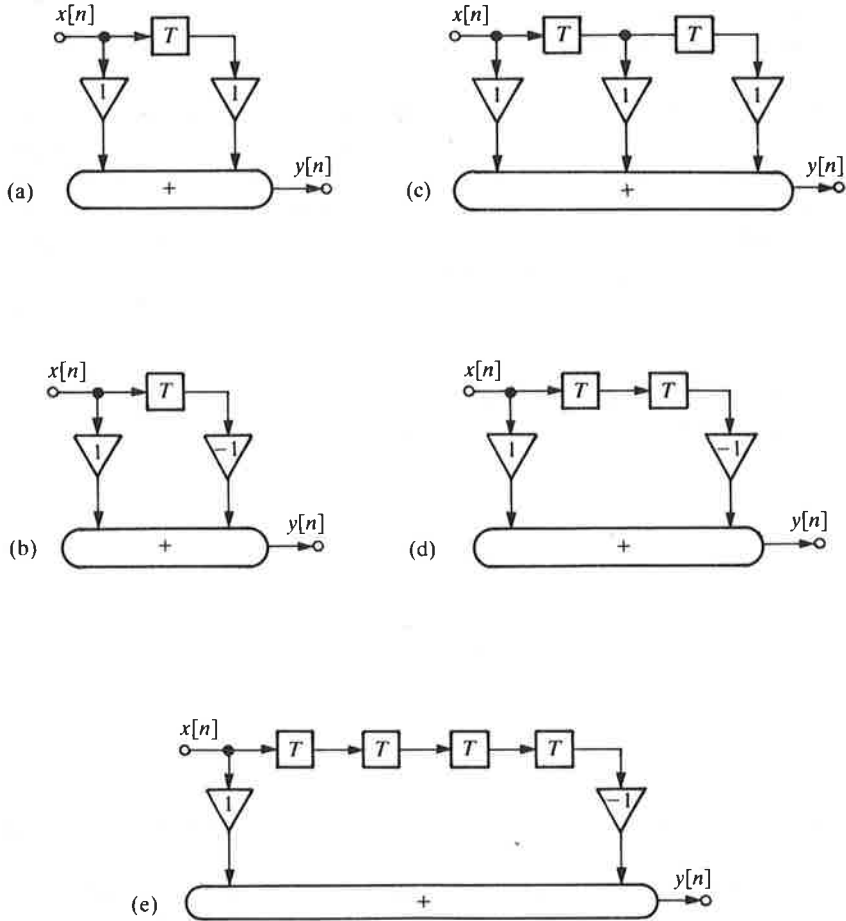 x[n] T
1 1
(a) + y[n]
x[n] T T
1 1 1
(c) + y[n]
x[n] T
1 -1
(b) + y[n]
x[n] T T
1 -1
(d) + y[n]
x[n] T T T T
1 -1
(e) + y[n]